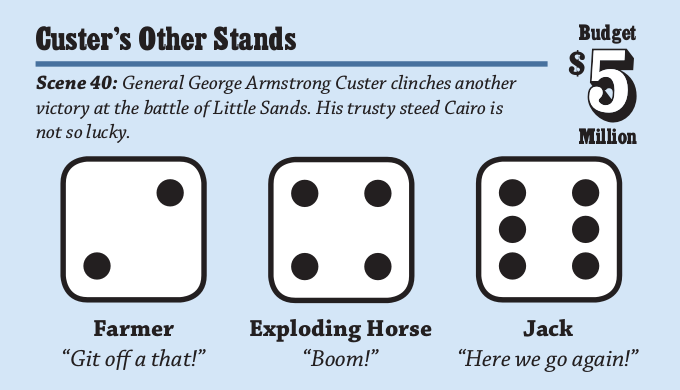 Custer's Other Stands
Budget
$5
Million
Scene 40: General George Armstrong Custer clinches another
victory at the battle of Little Sands. His trusty steed Cairo is
not so lucky.
Farmer
"Git off a that!"
Exploding Horse
"Boom!"
Jack
"Here we go again!"